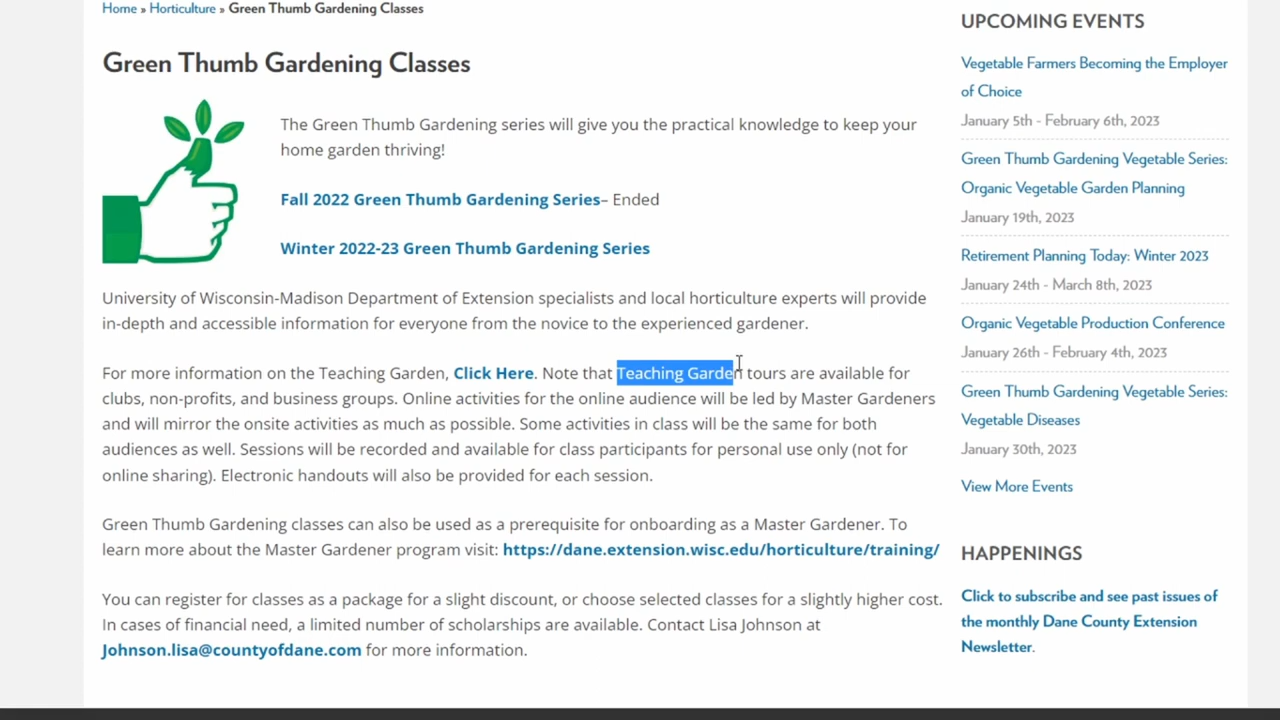 Home » Horticulture » Green Thumb Gardening Classes
Green Thumb Gardening Classes
The Green Thumb Gardening series will give you the practical knowledge to keep your
home garden thriving!
Fall 2022 Green Thumb Gardening Series– Ended
Winter 2022-23 Green Thumb Gardening Series
University of Wisconsin-Madison Department of Extension specialists and local horticulture experts will provide
in-depth and accessible information for everyone from the novice to the experienced gardener.
For more information on the Teaching Garden, Click Here. Note that Teaching Garden tours are available for
clubs, non-profits, and business groups. Online activities for the online audience will be led by Master Gardeners
and will mirror the onsite activities as much as possible. Some activities in class will be the same for both
audiences as well. Sessions will be recorded and available for class participants for personal use only (not for
online sharing). Electronic handouts will also be provided for each session.
Green Thumb Gardening classes can also be used as a prerequisite for onboarding as a Master Gardener. To
learn more about the Master Gardener program visit: https://dane.extension.wisc.edu/horticulture/training/
You can register for classes as a package for a slight discount, or choose selected classes for a slightly higher cost.
In cases of financial need, a limited number of scholarships are available. Contact Lisa Johnson at
Johnson.lisa@countyofdane.com for more information.
UPCOMING EVENTS
Vegetable Farmers Becoming the Employer
of Choice
January 5th - February 6th, 2023
Green Thumb Gardening Vegetable Series:
Organic Vegetable Garden Planning
January 19th, 2023
Retirement Planning Today: Winter 2023
January 24th - March 8th, 2023
Organic Vegetable Production Conference
January 26th - February 4th, 2023
Green Thumb Gardening Vegetable Series:
Vegetable Diseases
January 30th, 2023
View More Events
HAPPENINGS
Click to subscribe and see past issues of
the monthly Dane County Extension
Newsletter.